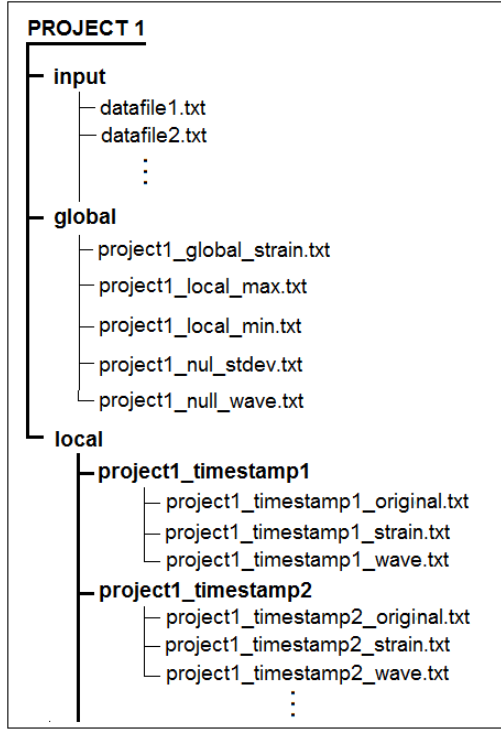 PROJECT 1
input
datafile1.txt
datafile2.txt
global
project1_global_strain.txt
project1_local_max.txt
project1_local_min.txt
project1_nul_stdev.txt
project1_null_wave.txt
local
project1_timestamp1
project1_timestamp1_original.txt
project1_timestamp1_strain.txt
project1_timestamp1_wave.txt
project1_timestamp2
project1_timestamp2_original.txt
project1_timestamp2_strain.txt
project1_timestamp2_wave.txt